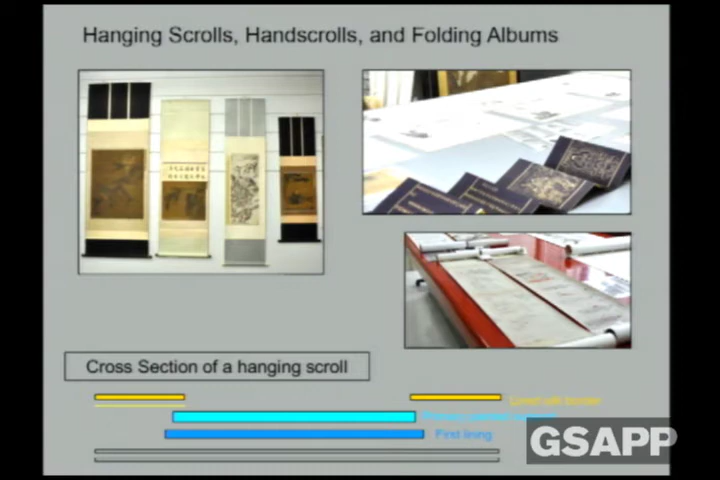 Hanging Scrolls, Handscrolls, and Folding Albums
Cross Section of a hanging scroll
First lining
GSAPP